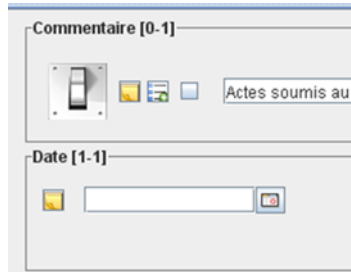 Commentaire [0-1]
Actes soumis au
Date [1-1]